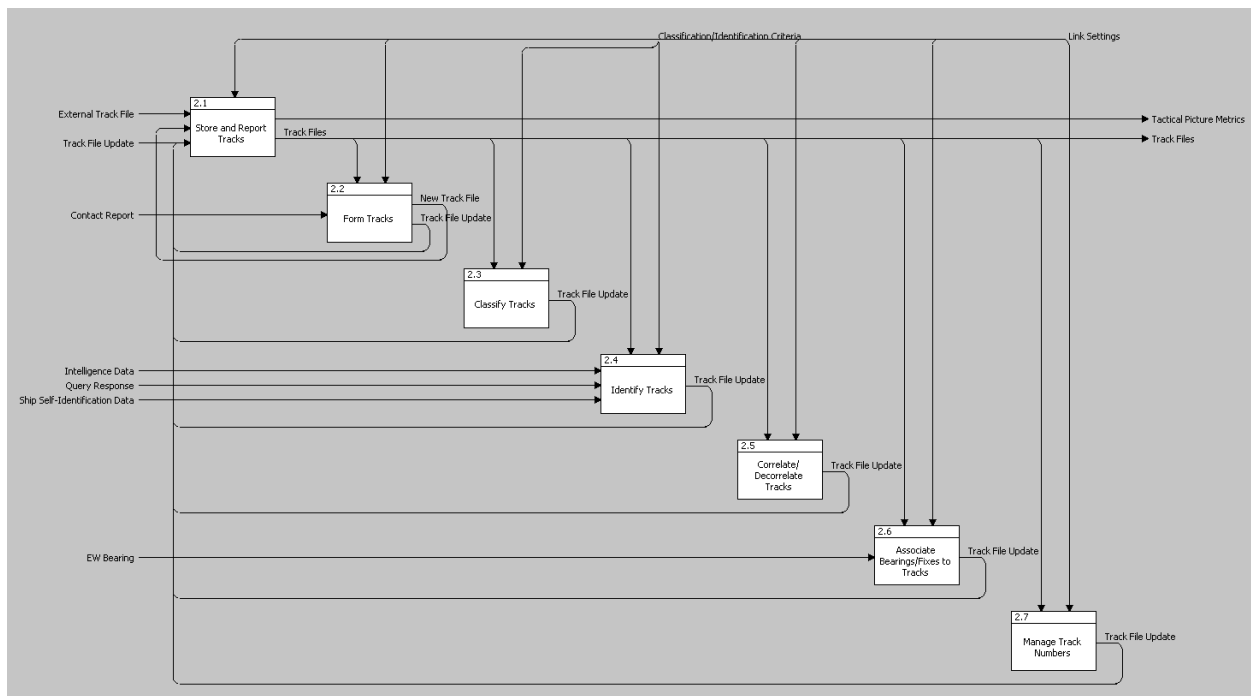 Classification/Identification Criteria
Link Settings
2.1
Store and Report
Tracks
External Track File
Track File Update
Track Files
Tactical Picture Metrics
Track Files
2.2
Form Tracks
Contact Report
New Track File
Track File Update
2.3
Classify Tracks
Track File Update
2.4
Identify Tracks
Intelligence Data
Query Response
Ship Self-Identification Data
Track File Update
2.5
Correlate/
Decorrelate
Tracks
Track File Update
2.6
Associate
Bearings/Fixes to
Tracks
EW Bearing
Track File Update
2.7
Manage Track
Numbers
Track File Update